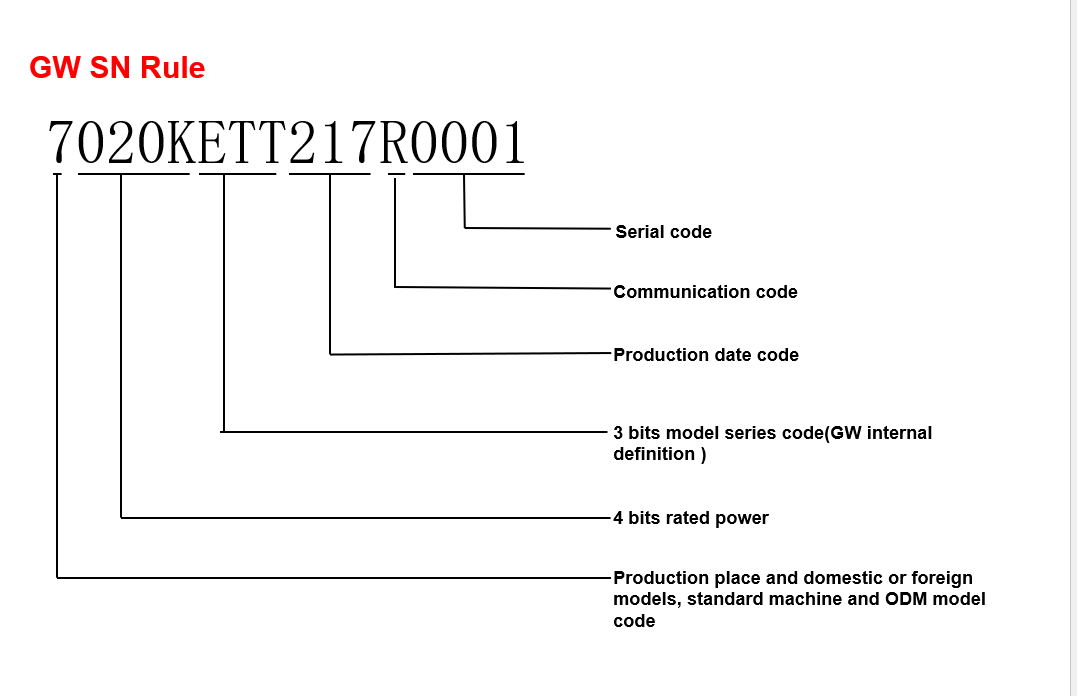 GW SN Rule
7020KETT217R0001
Serial code
Communication code
Production date code
3 bits model series code(GW internal
definition )
4 bits rated power
Production place and domestic or foreign
models, standard machine and ODM model
code